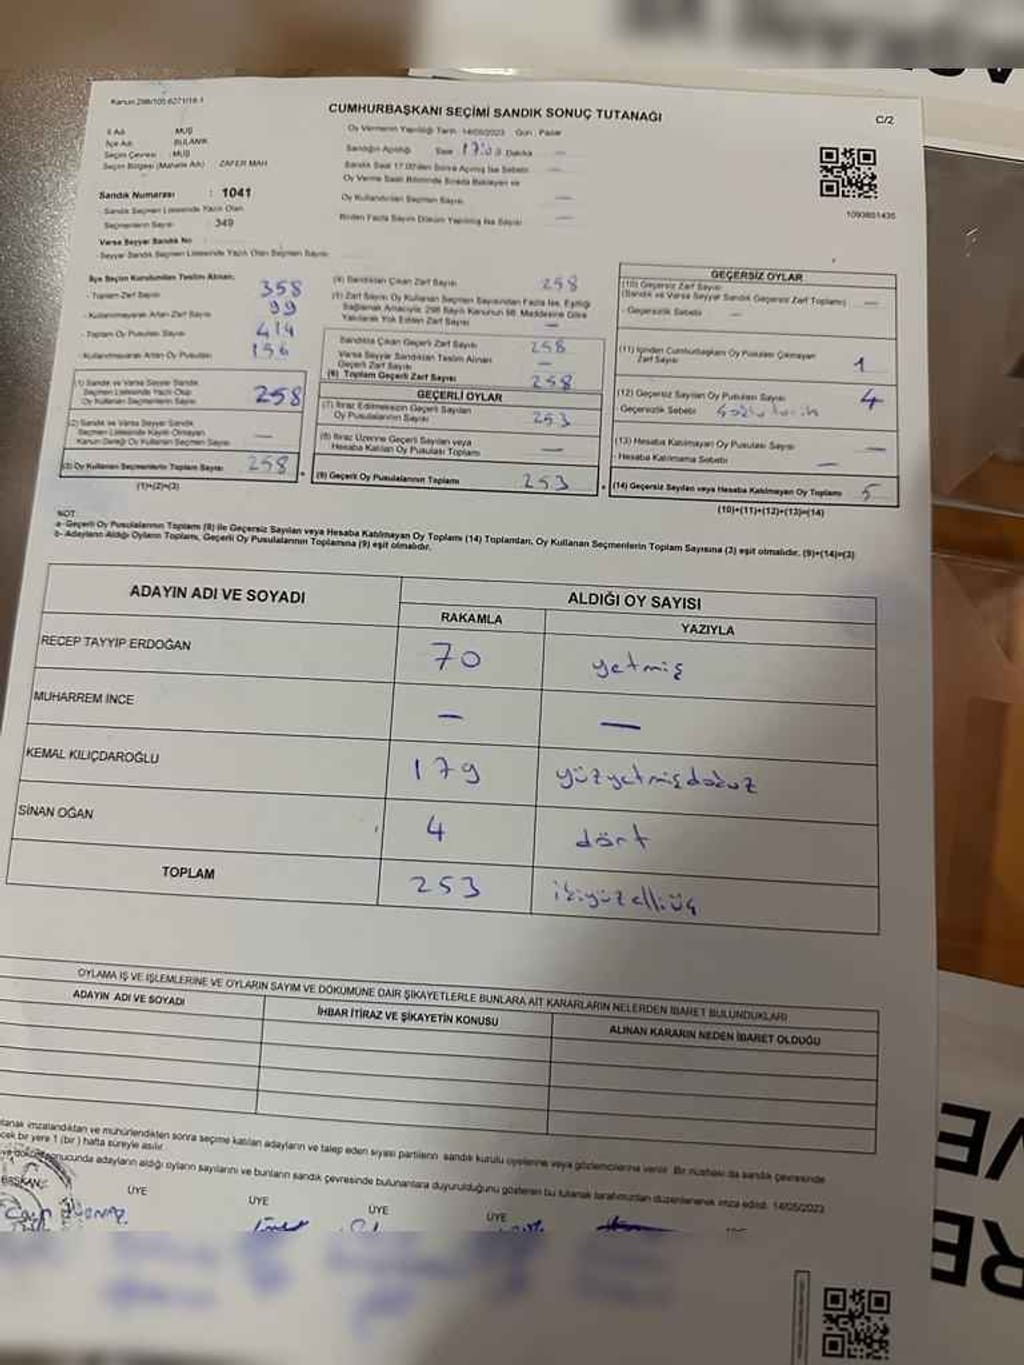 Kanun 298/105 6271/18-1
CUMHURBAŞKANI SEÇİMİ SANDIK SONUÇ TUTANAĞI
C/2
İl Adı MUŞ
İlçe Adı BULANIK
Seçim Çevresi : MUŞ
Seçim Bölgesi (Mahalle Adı) ZAFER MAH
Sandık Numarası : 1041
Sandık Seçmen Listesinde Yazılı Olan
Seçmenlerin Sayısı 349
Varsa Seyyar Sandık No
Seyyar Sandık Seçmen Listesinde Yazılı Olan Seçmen Sayısı
Oy Vermenin Yapıldığı Tarih 14/05/2023 Gün : Pazar
Sandığın Açıldığı Saat 17:00 Dakika —
Sandık Saat 17.00'den Sonra Açılmış İse Sebebi —
Oy Verme Saati Bitiminde Sırada Bekleyen ve
Oy Kullandırılan Seçmen Sayısı —
Birden Fazla Sayım Döküm Yapılmış İse Sayısı —
1093651435
İlçe Seçim Kurulundan Teslim Alınan:
- Toplam Zarf Sayısı 358
- Kullanılmayarak Artan Zarf Sayısı 99
- Toplam Oy Pusulası Sayısı 414
- Kullanılmayarak Artan Oy Pusulası 156
(1) Sandık ve Varsa Seyyar Sandık
Seçmen Listesinde Yazılı Olup
Oy Kullanan Seçmenlerin Sayısı 258
(2) Sandık ve Varsa Seyyar Sandık
Seçmen Listesinde Kayıtlı Olmayan
Kanun Gereği Oy Kullanan Seçmen Sayısı —
(3) Oy Kullanan Seçmenlerin Toplam Sayısı 258
(1)+(2)=(3)
(4) Sandıktan Çıkan Zarf Sayısı 258
(5) Zarf Sayısı Oy Kullanan Seçmen Sayısından Fazla İse, Eşitliği
Sağlamak Amacıyla; 298 Sayılı Kanunun 98. Maddesine Göre
Yakılarak Yok Edilen Zarf Sayısı —
Sandıkta Çıkan Geçerli Zarf Sayısı 258
Varsa Seyyar Sandıktan Teslim Alınan
Geçerli Zarf Sayısı —
(6) Toplam Geçerli Zarf Sayısı 258
GEÇERLİ OYLAR
(7) İtiraz Edilmeksizin Geçerli Sayılan
Oy Pusulalarının Sayısı 253
(8) İtiraz Üzerine Geçerli Sayılan veya
Hesaba Katılan Oy Pusulası Toplamı —
(9) Geçerli Oy Pusulalarının Toplamı 253
GEÇERSİZ OYLAR
(10) Geçersiz Zarf Sayısı
(Sandık ve Varsa Seyyar Sandık Geçersiz Zarf Toplamı) —
- Geçersizlik Sebebi —
(11) İçinden Cumhurbaşkanı Oy Pusulası Çıkmayan
Zarf Sayısı 1
(12) Geçersiz Sayılan Oy Pusulası Sayısı 4
- Geçersizlik Sebebi
(13) Hesaba Katılmayan Oy Pusulası Sayısı —
- Hesaba Katılmama Sebebi —
(14) Geçersiz Sayılan veya Hesaba Katılmayan Oy Toplamı 5
(10)+(11)+(12)+(13)=(14)
NOT
a- Geçerli Oy Pusulalarının Toplamı (9) ile Geçersiz Sayılan veya Hesaba Katılmayan Oy Toplamı (14) Toplamları, Oy Kullanan Seçmenlerin Toplam Sayısına (3) eşit olmalıdır. (9)+(14)=(3)
b- Adayların Aldığı Oyların Toplamı, Geçerli Oy Pusulalarının Toplamına (9) eşit olmalıdır.
ADAYIN ADI VE SOYADI
ALDIĞI OY SAYISI
RAKAMLA YAZIYLA
RECEP TAYYİP ERDOĞAN 70 yetmiş
MUHARREM İNCE — —
KEMAL KILIÇDAROĞLU 179 yüzyetmişdokuz
SİNAN OĞAN 4 dört
TOPLAM 253 ikiyüzelliüç
OYLAMA İŞ VE İŞLEMLERİNE VE OYLARIN SAYIM VE DÖKÜMÜNE DAİR ŞİKAYETLERLE BUNLARA AİT KARARLARIN NELERDEN İBARET BULUNDUKLARI
ADAYIN ADI VE SOYADI İHBAR İTİRAZ VE ŞİKAYETİN KONUSU ALINAN KARARIN NEDEN İBARET OLDUĞU
imzalandıktan ve mühürlendikten sonra seçime katılan adayların ve talep eden siyasi partilerin sandık kurulu üyelerine veya gözlemcilerine verilir. Bir nüshası da sandık çevresinde
bir yere 1 (bir) hafta süreyle asılır.
sonucunda adayların aldığı oyların sayılarını ve bunların sandık çevresinde bulunanlara duyurulduğunu gösteren bu tutanak tarafımızdan düzenlenerek imza edildi. 14/05/2023
BAŞKAN ÜYE ÜYE ÜYE ÜYE